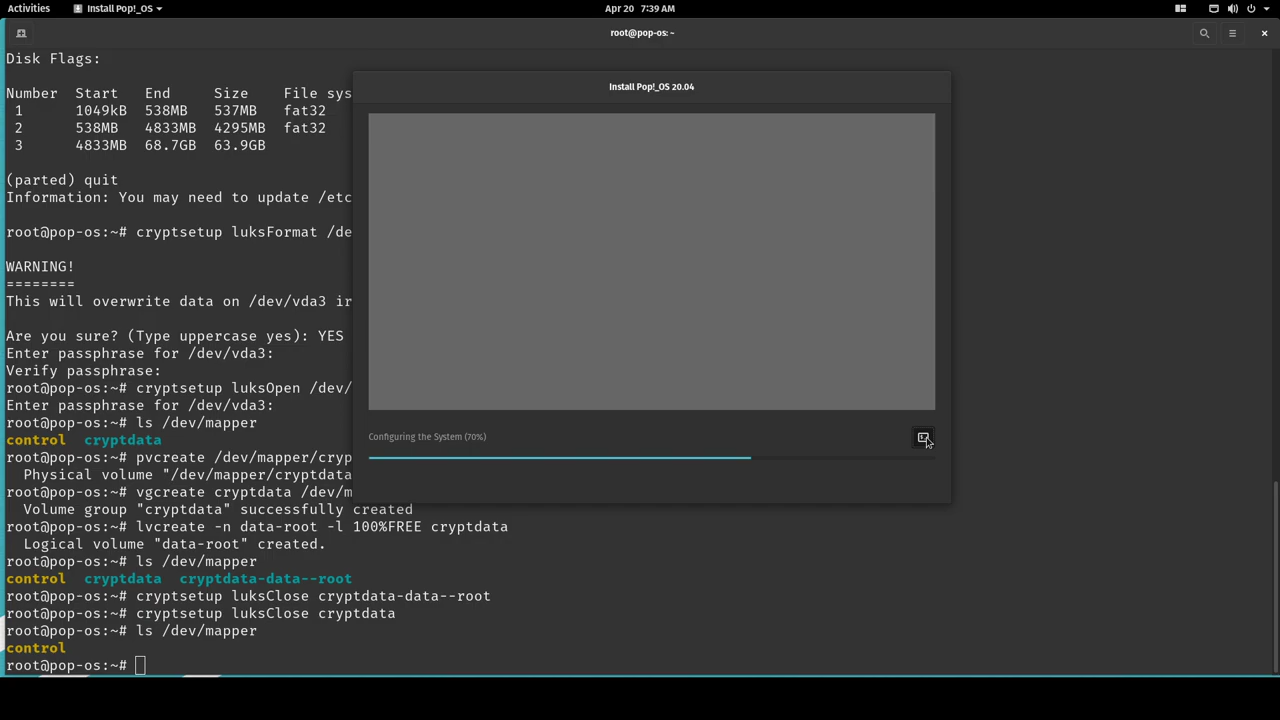 Activities
Install Pop!_OS
Apr 20 7:39 AM
root@pop-os: ~
Disk Flags:
Number Start End Size File sys
1 1049kB 538MB 537MB fat32
2 538MB 4833MB 4295MB fat32
3 4833MB 68.7GB 63.9GB
(parted) quit
Information: You may need to update /etc
root@pop-os:~# cryptsetup luksFormat /de
WARNING!
========
This will overwrite data on /dev/vda3 ir
Are you sure? (Type uppercase yes): YES
Enter passphrase for /dev/vda3:
Verify passphrase:
root@pop-os:~# cryptsetup luksOpen /dev/
Enter passphrase for /dev/vda3:
root@pop-os:~# ls /dev/mapper
control cryptdata
root@pop-os:~# pvcreate /dev/mapper/cryp
Physical volume "/dev/mapper/cryptdata
root@pop-os:~# vgcreate cryptdata /dev/m
Volume group "cryptdata" successfully created
root@pop-os:~# lvcreate -n data-root -l 100%FREE cryptdata
Logical volume "data-root" created.
root@pop-os:~# ls /dev/mapper
control cryptdata cryptdata-data--root
root@pop-os:~# cryptsetup luksClose cryptdata-data--root
root@pop-os:~# cryptsetup luksClose cryptdata
root@pop-os:~# ls /dev/mapper
control
root@pop-os:~#
Install Pop!_OS 20.04
Configuring the System (70%)